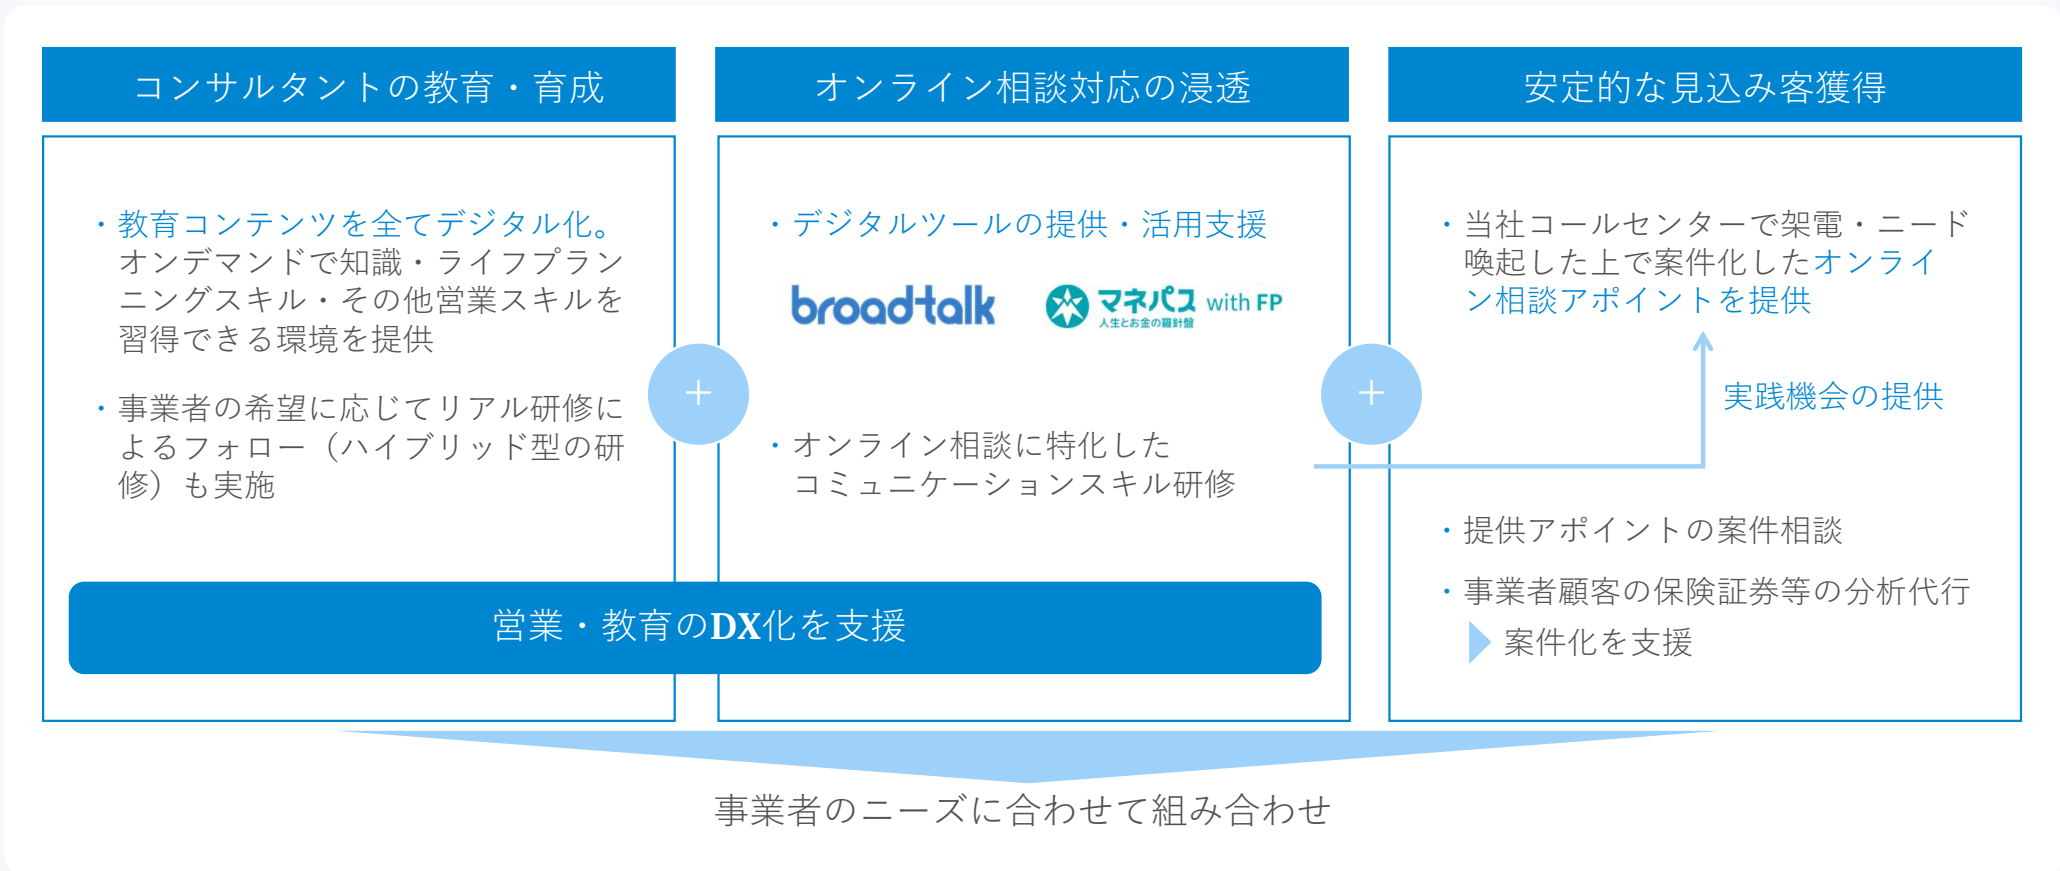 コンサルタントの教育・育成
・教育コンテンツを全てデジタル化。
オンデマンドで知識・ライフプラン
ニングスキル・その他営業スキルを
習得できる環境を提供
・事業者の希望に応じてリアル研修に
よるフォロー（ハイブリッド型の研
修）も実施
+
オンライン相談対応の浸透
・デジタルツールの提供・活用支援
broadtalk
マネパス with FP
人生とお金の羅針盤
・オンライン相談に特化した
コミュニケーションスキル研修
営業・教育のDX化を支援
+
安定的な見込み客獲得
・当社コールセンターで架電・ニード
喚起した上で案件化したオンライ
ン相談アポイントを提供
実践機会の提供
・提供アポイントの案件相談
・事業者顧客の保険証券等の分析代行
案件化を支援
事業者のニーズに合わせて組み合わせ